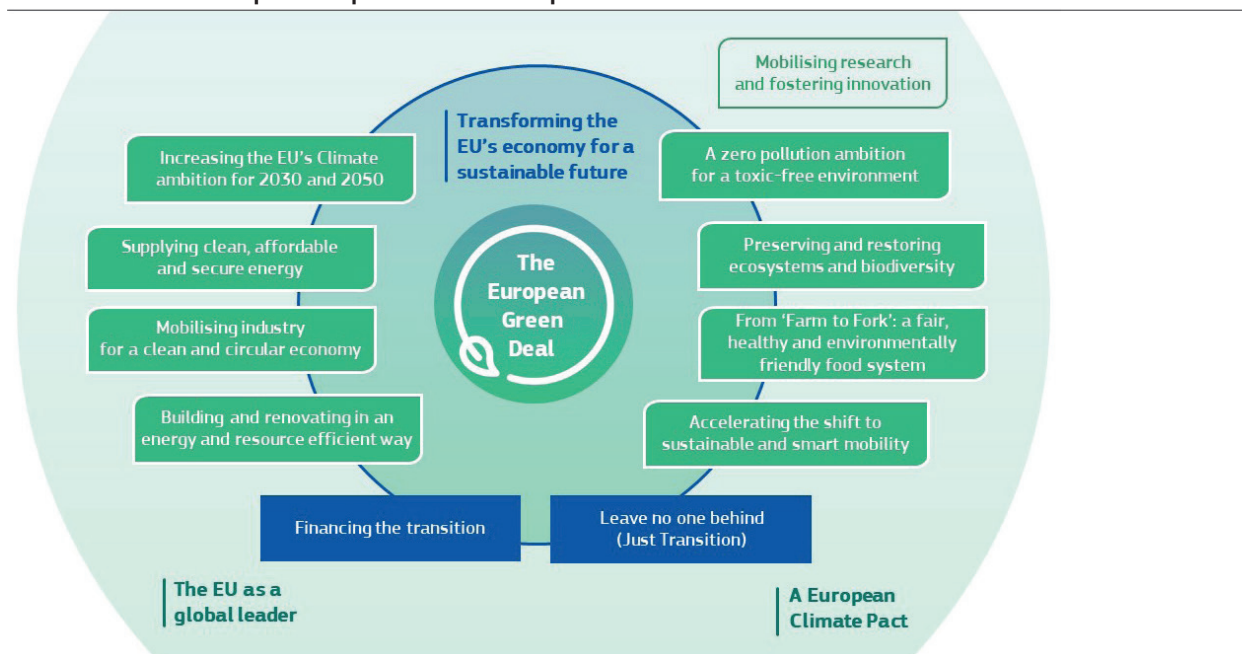 Mobilising research
and fostering innovation
Transforming the
EU's economy for a
sustainable future
Increasing the EU's Climate
ambition for 2030 and 2050
A zero pollution ambition
for a toxic-free environment
Supplying clean, affordable
and secure energy
Preserving and restoring
ecosystems and biodiversity
The
European
Green
Deal
Mobilising industry
for a clean and circular economy
From 'Farm to Fork': a fair,
healthy and environmentally
friendly food system
Building and renovating in an
energy and resource efficient way
Accelerating the shift to
sustainable and smart mobility
Financing the transition
Leave no one behind
(Just Transition)
The EU as a
global leader
A European
Climate Pact